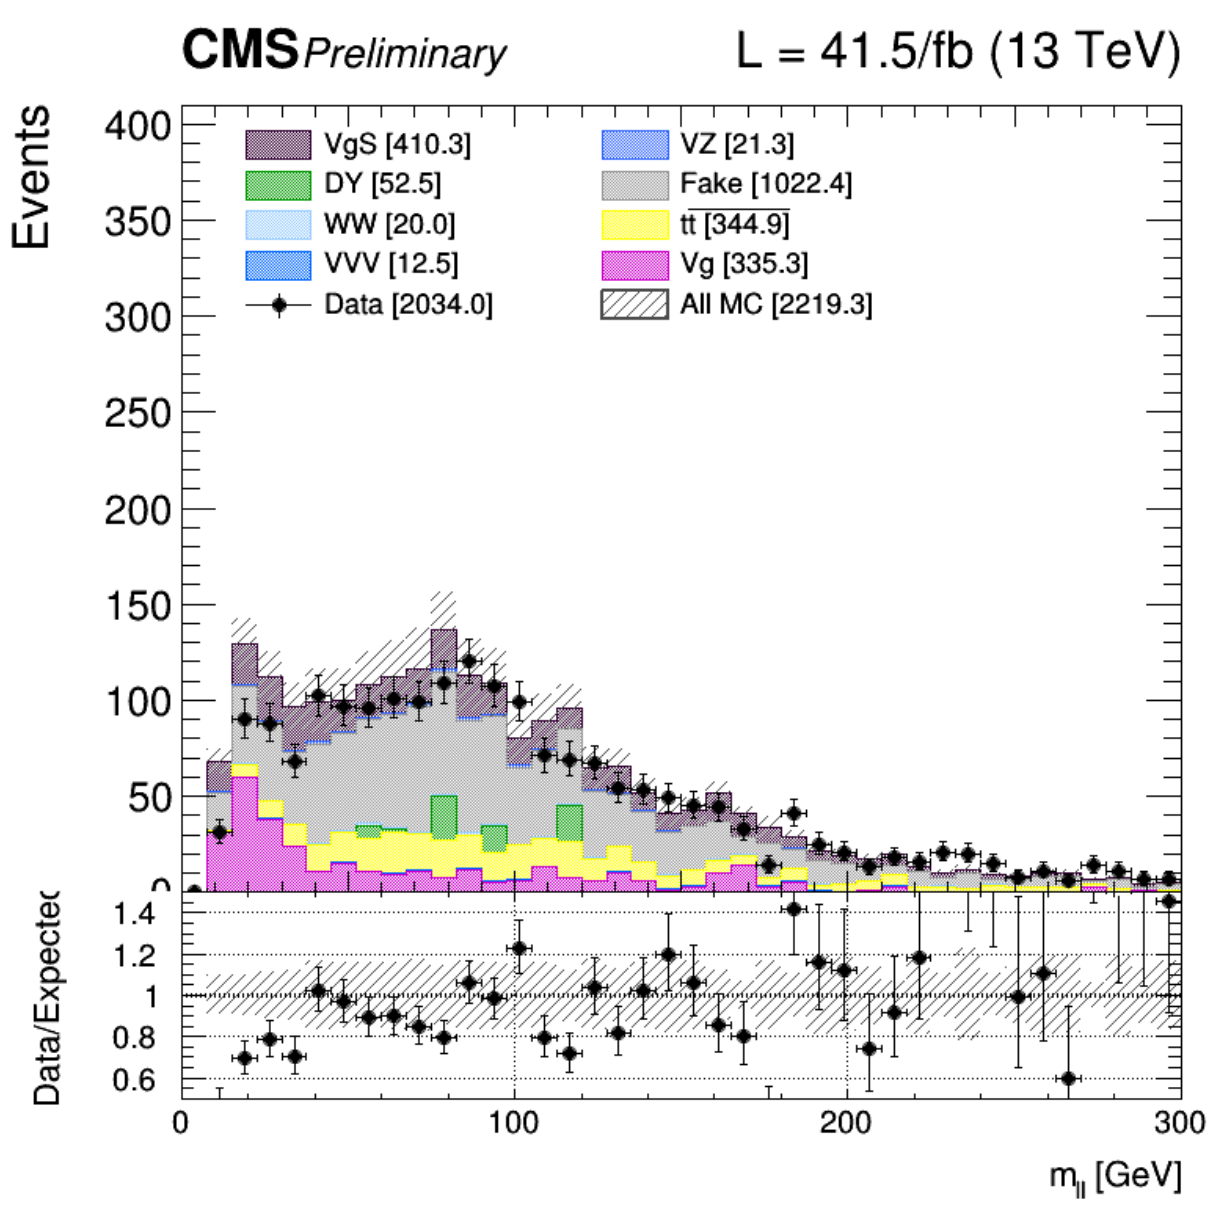 CMS Preliminary L = 41.5/fb (13 TeV)
Events
400
350
300
250
200
150
100
50
0
VgS [410.3]
DY [52.5]
WW [20.0]
VVV [12.5]
Data [2034.0]
VZ [21.3]
Fake [1022.4]
tt [344.9]
Vg [335.3]
All MC [2219.3]
Data/Expected
1.4
1.2
1
0.8
0.6
0 100 200 300
m_ll [GeV]